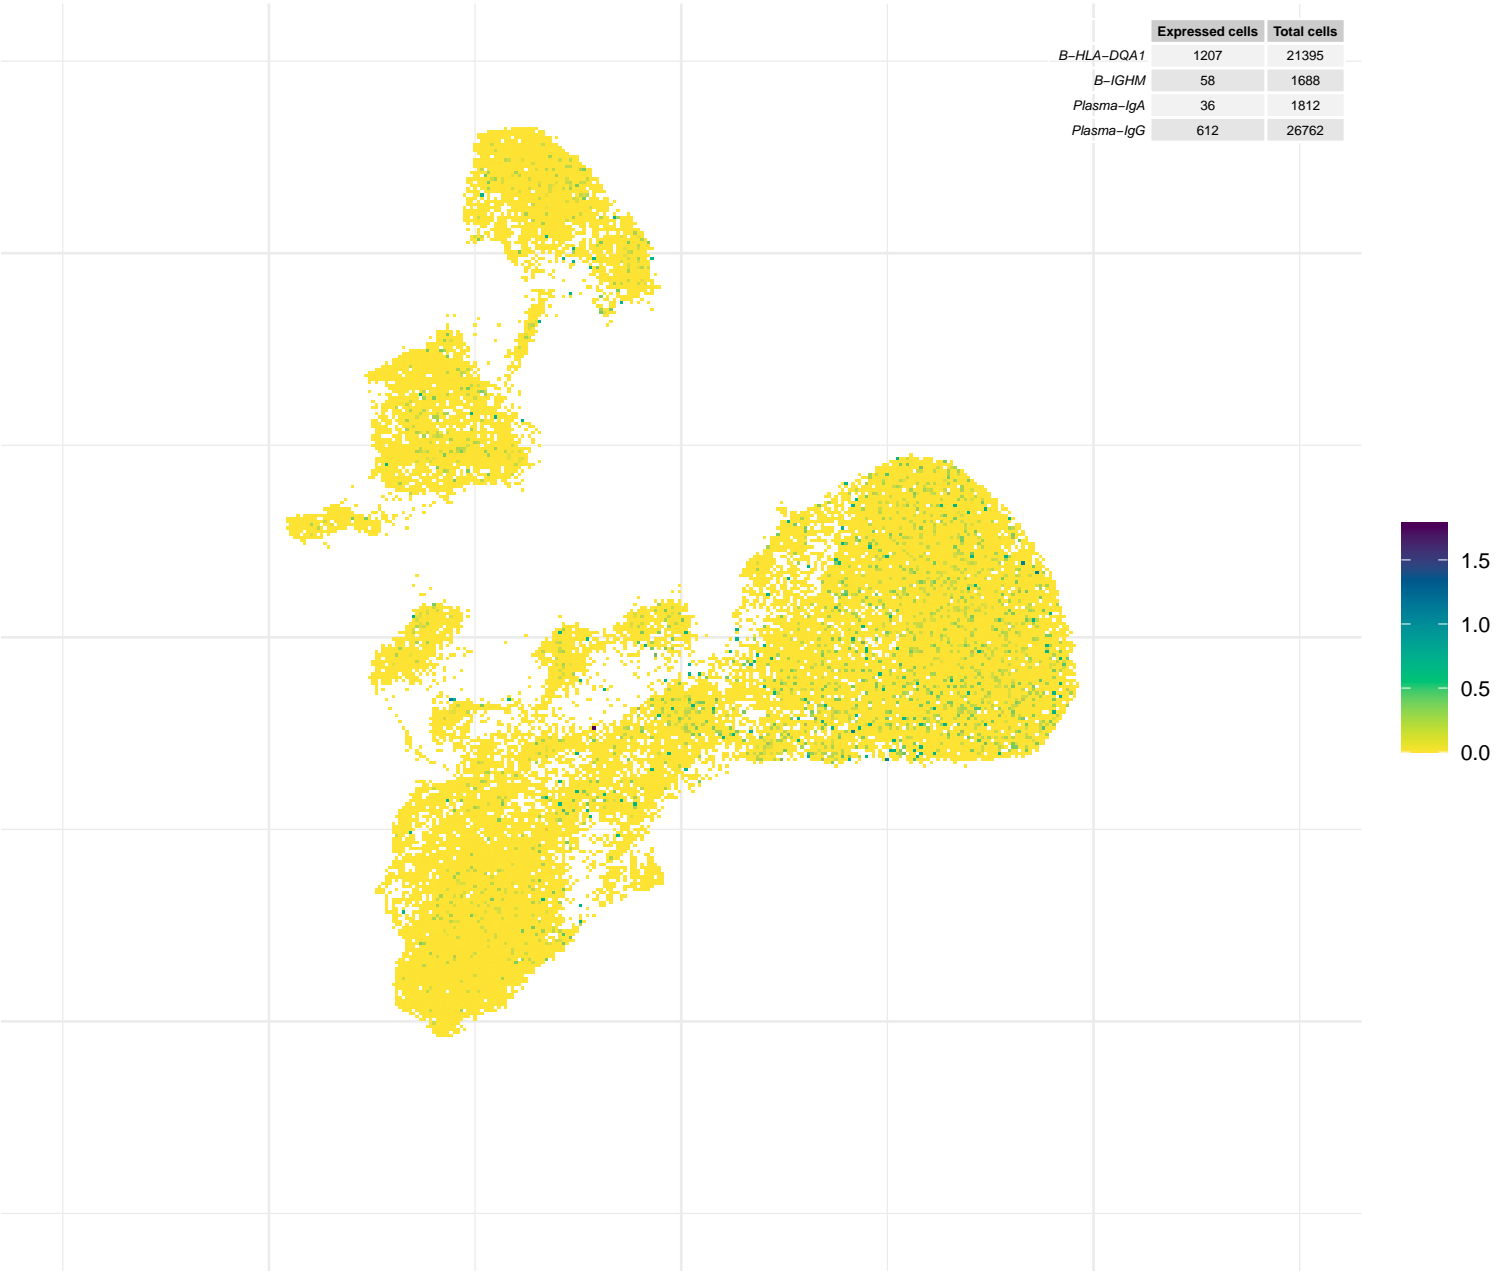 Expressed cells Total cells
B−HLA−DQA1 1207 21395
B−IGHM 58 1688
Plasma−IgA 36 1812
Plasma−IgG 612 26762
1.5
1.0
0.5
0.0